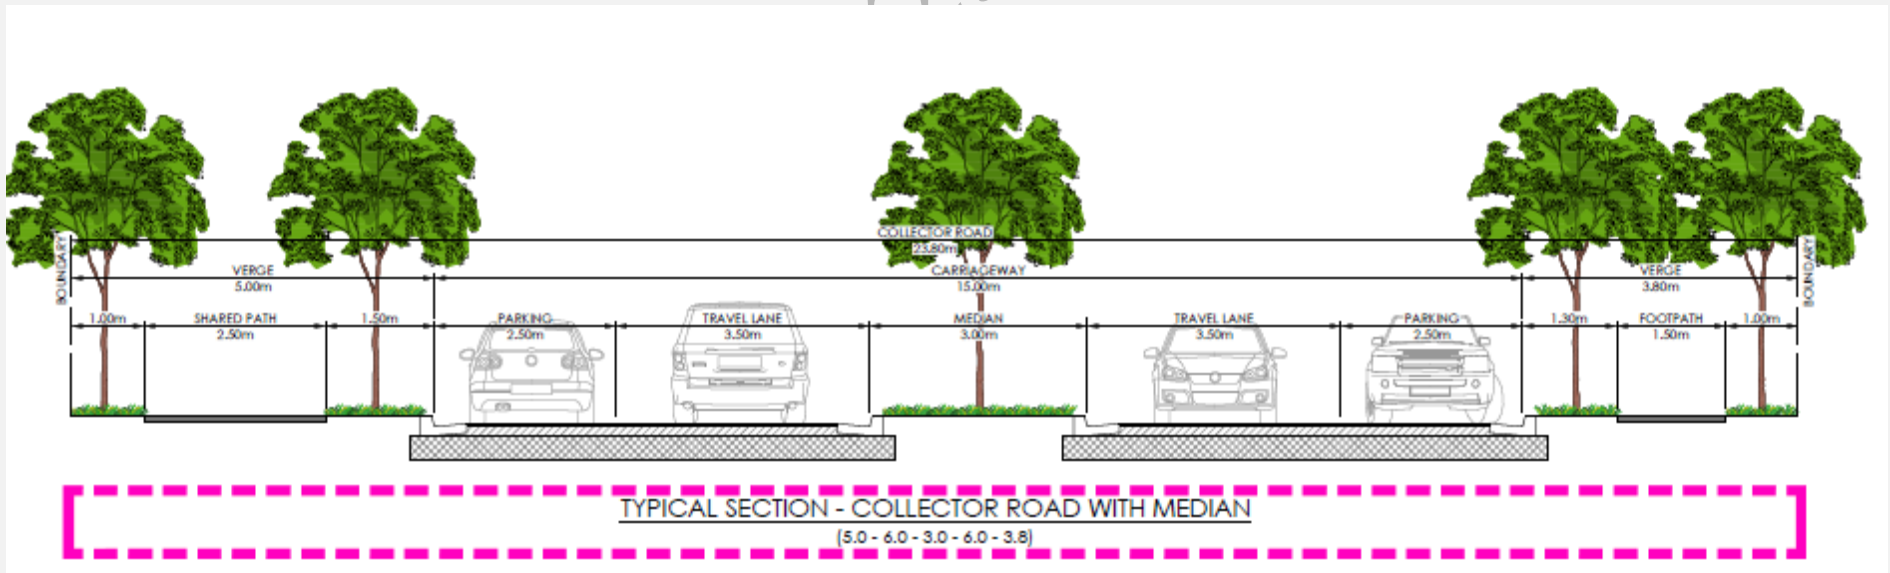 COLLECTOR ROAD
23.80m
BOUNDARY
VERGE
5.00m
CARRIAGEWAY
15.00m
VERGE
3.80m
BOUNDARY
1.00m
SHARED PATH
2.50m
1.50m
PARKING
2.50m
TRAVEL LANE
3.50m
MEDIAN
3.00m
TRAVEL LANE
3.50m
PARKING
2.50m
1.30m
FOOTPATH
1.50m
1.00m
TYPICAL SECTION - COLLECTOR ROAD WITH MEDIAN
(5.0 - 6.0 - 3.0 - 6.0 - 3.8)